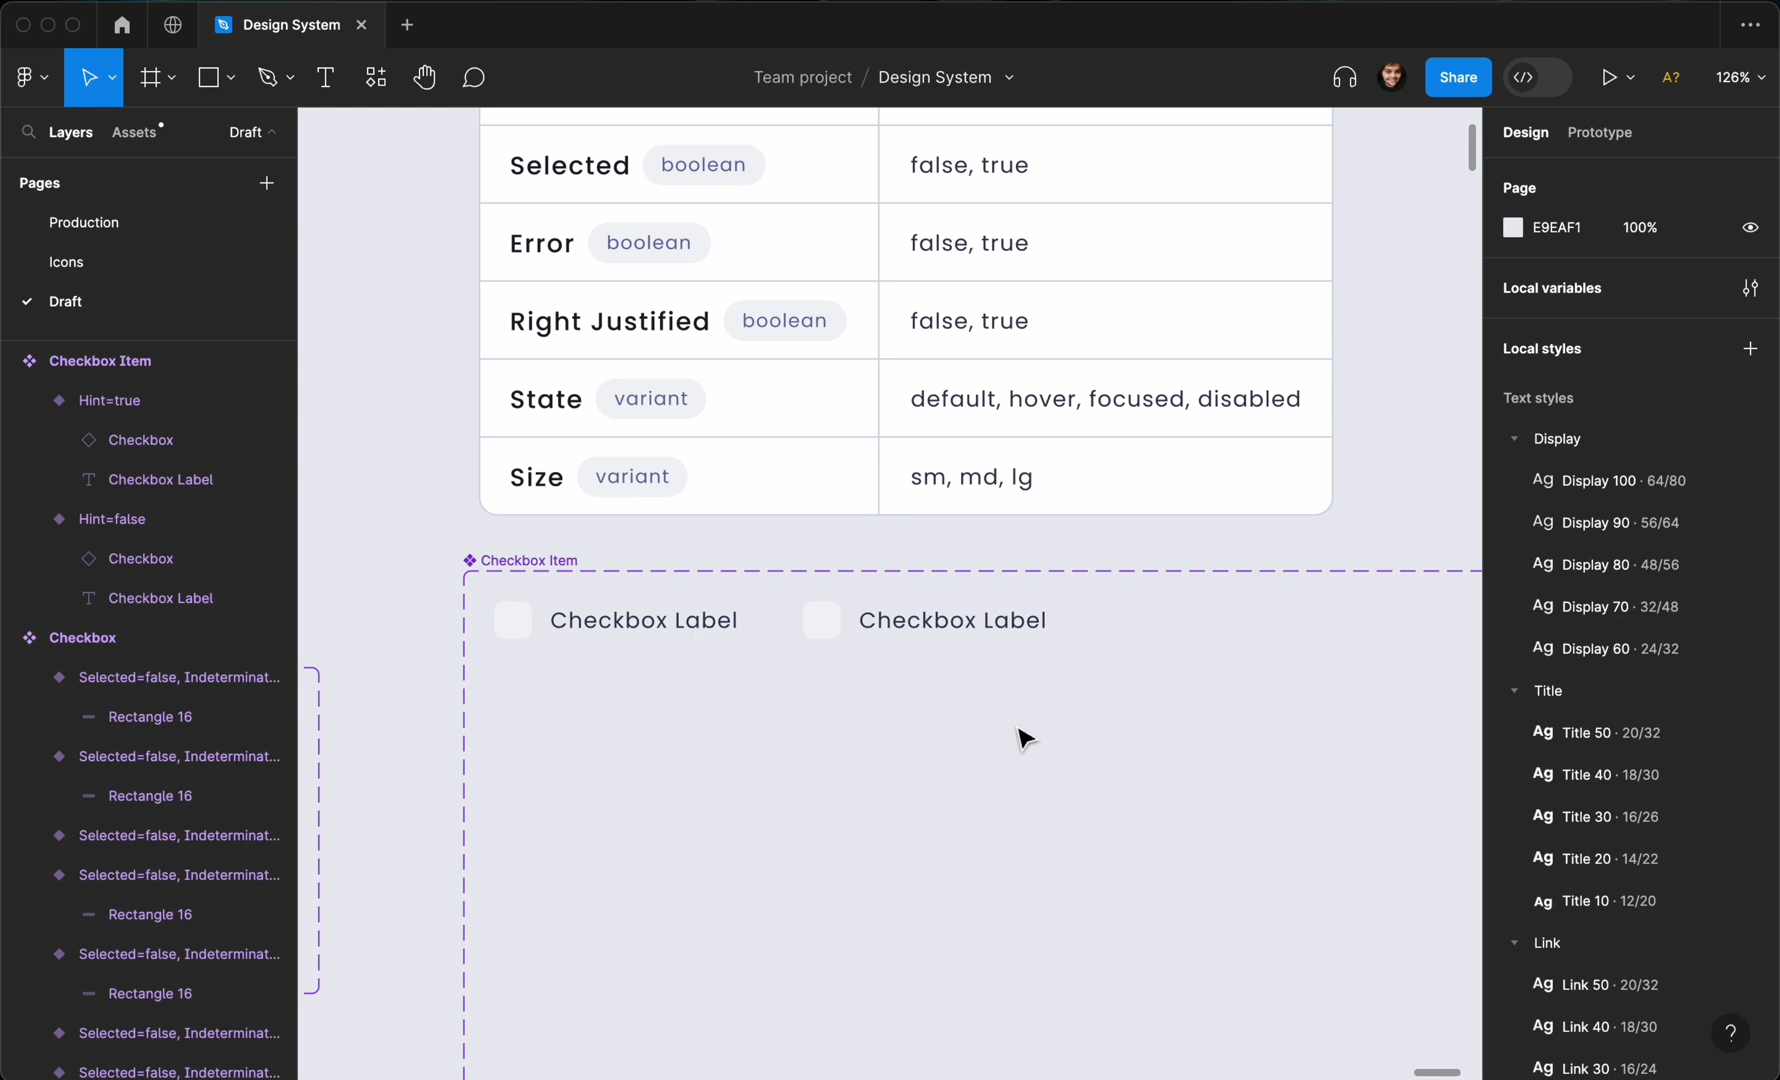 Design System
Team project / Design System
Share
A?
126%
Layers
Assets
Draft
Pages
Production
Icons
Draft
Checkbox Item
Hint=true
Checkbox
Checkbox Label
Hint=false
Checkbox
Checkbox Label
Checkbox
Selected=false, Indeterminat...
Rectangle 16
Selected=false, Indeterminat...
Rectangle 16
Selected=false, Indeterminat...
Selected=false, Indeterminat...
Rectangle 16
Selected=false, Indeterminat...
Rectangle 16
Selected=false, Indeterminat...
Selected=false, Indeterminat...
Selected boolean false, true
Error boolean false, true
Right Justified boolean false, true
State variant default, hover, focused, disabled
Size variant sm, md, lg
Checkbox Item
Checkbox Label
Checkbox Label
Design
Prototype
Page
E9EAF1 100%
Local variables
Local styles
Text styles
Display
Ag Display 100 · 64/80
Ag Display 90 · 56/64
Ag Display 80 · 48/56
Ag Display 70 · 32/48
Ag Display 60 · 24/32
Title
Ag Title 50 · 20/32
Ag Title 40 · 18/30
Ag Title 30 · 16/26
Ag Title 20 · 14/22
Ag Title 10 · 12/20
Link
Ag Link 50 · 20/32
Ag Link 40 · 18/30
Ag Link 30 · 16/24
?